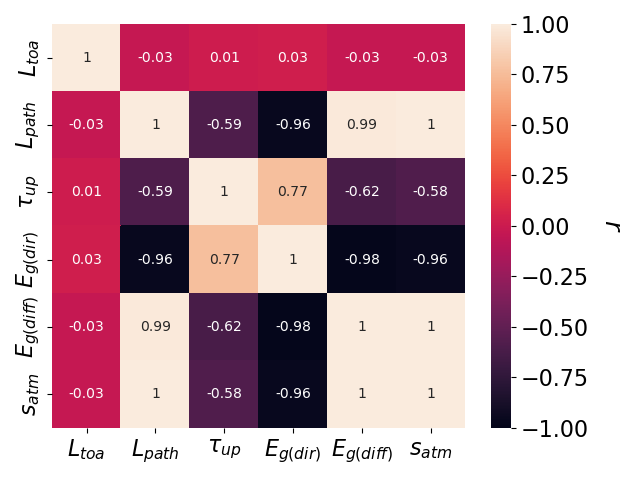 L_toa 1 -0.03 0.01 0.03 -0.03 -0.03
L_path -0.03 1 -0.59 -0.96 0.99 1
τ_up 0.01 -0.59 1 0.77 -0.62 -0.58
E_g(dir) 0.03 -0.96 0.77 1 -0.98 -0.96
E_g(diff) -0.03 0.99 -0.62 -0.98 1 1
s_atm -0.03 1 -0.58 -0.96 1 1
L_toa L_path τ_up E_g(dir) E_g(diff) s_atm
1.00
0.75
0.50
0.25
0.00
−0.25
−0.50
−0.75
−1.00
r